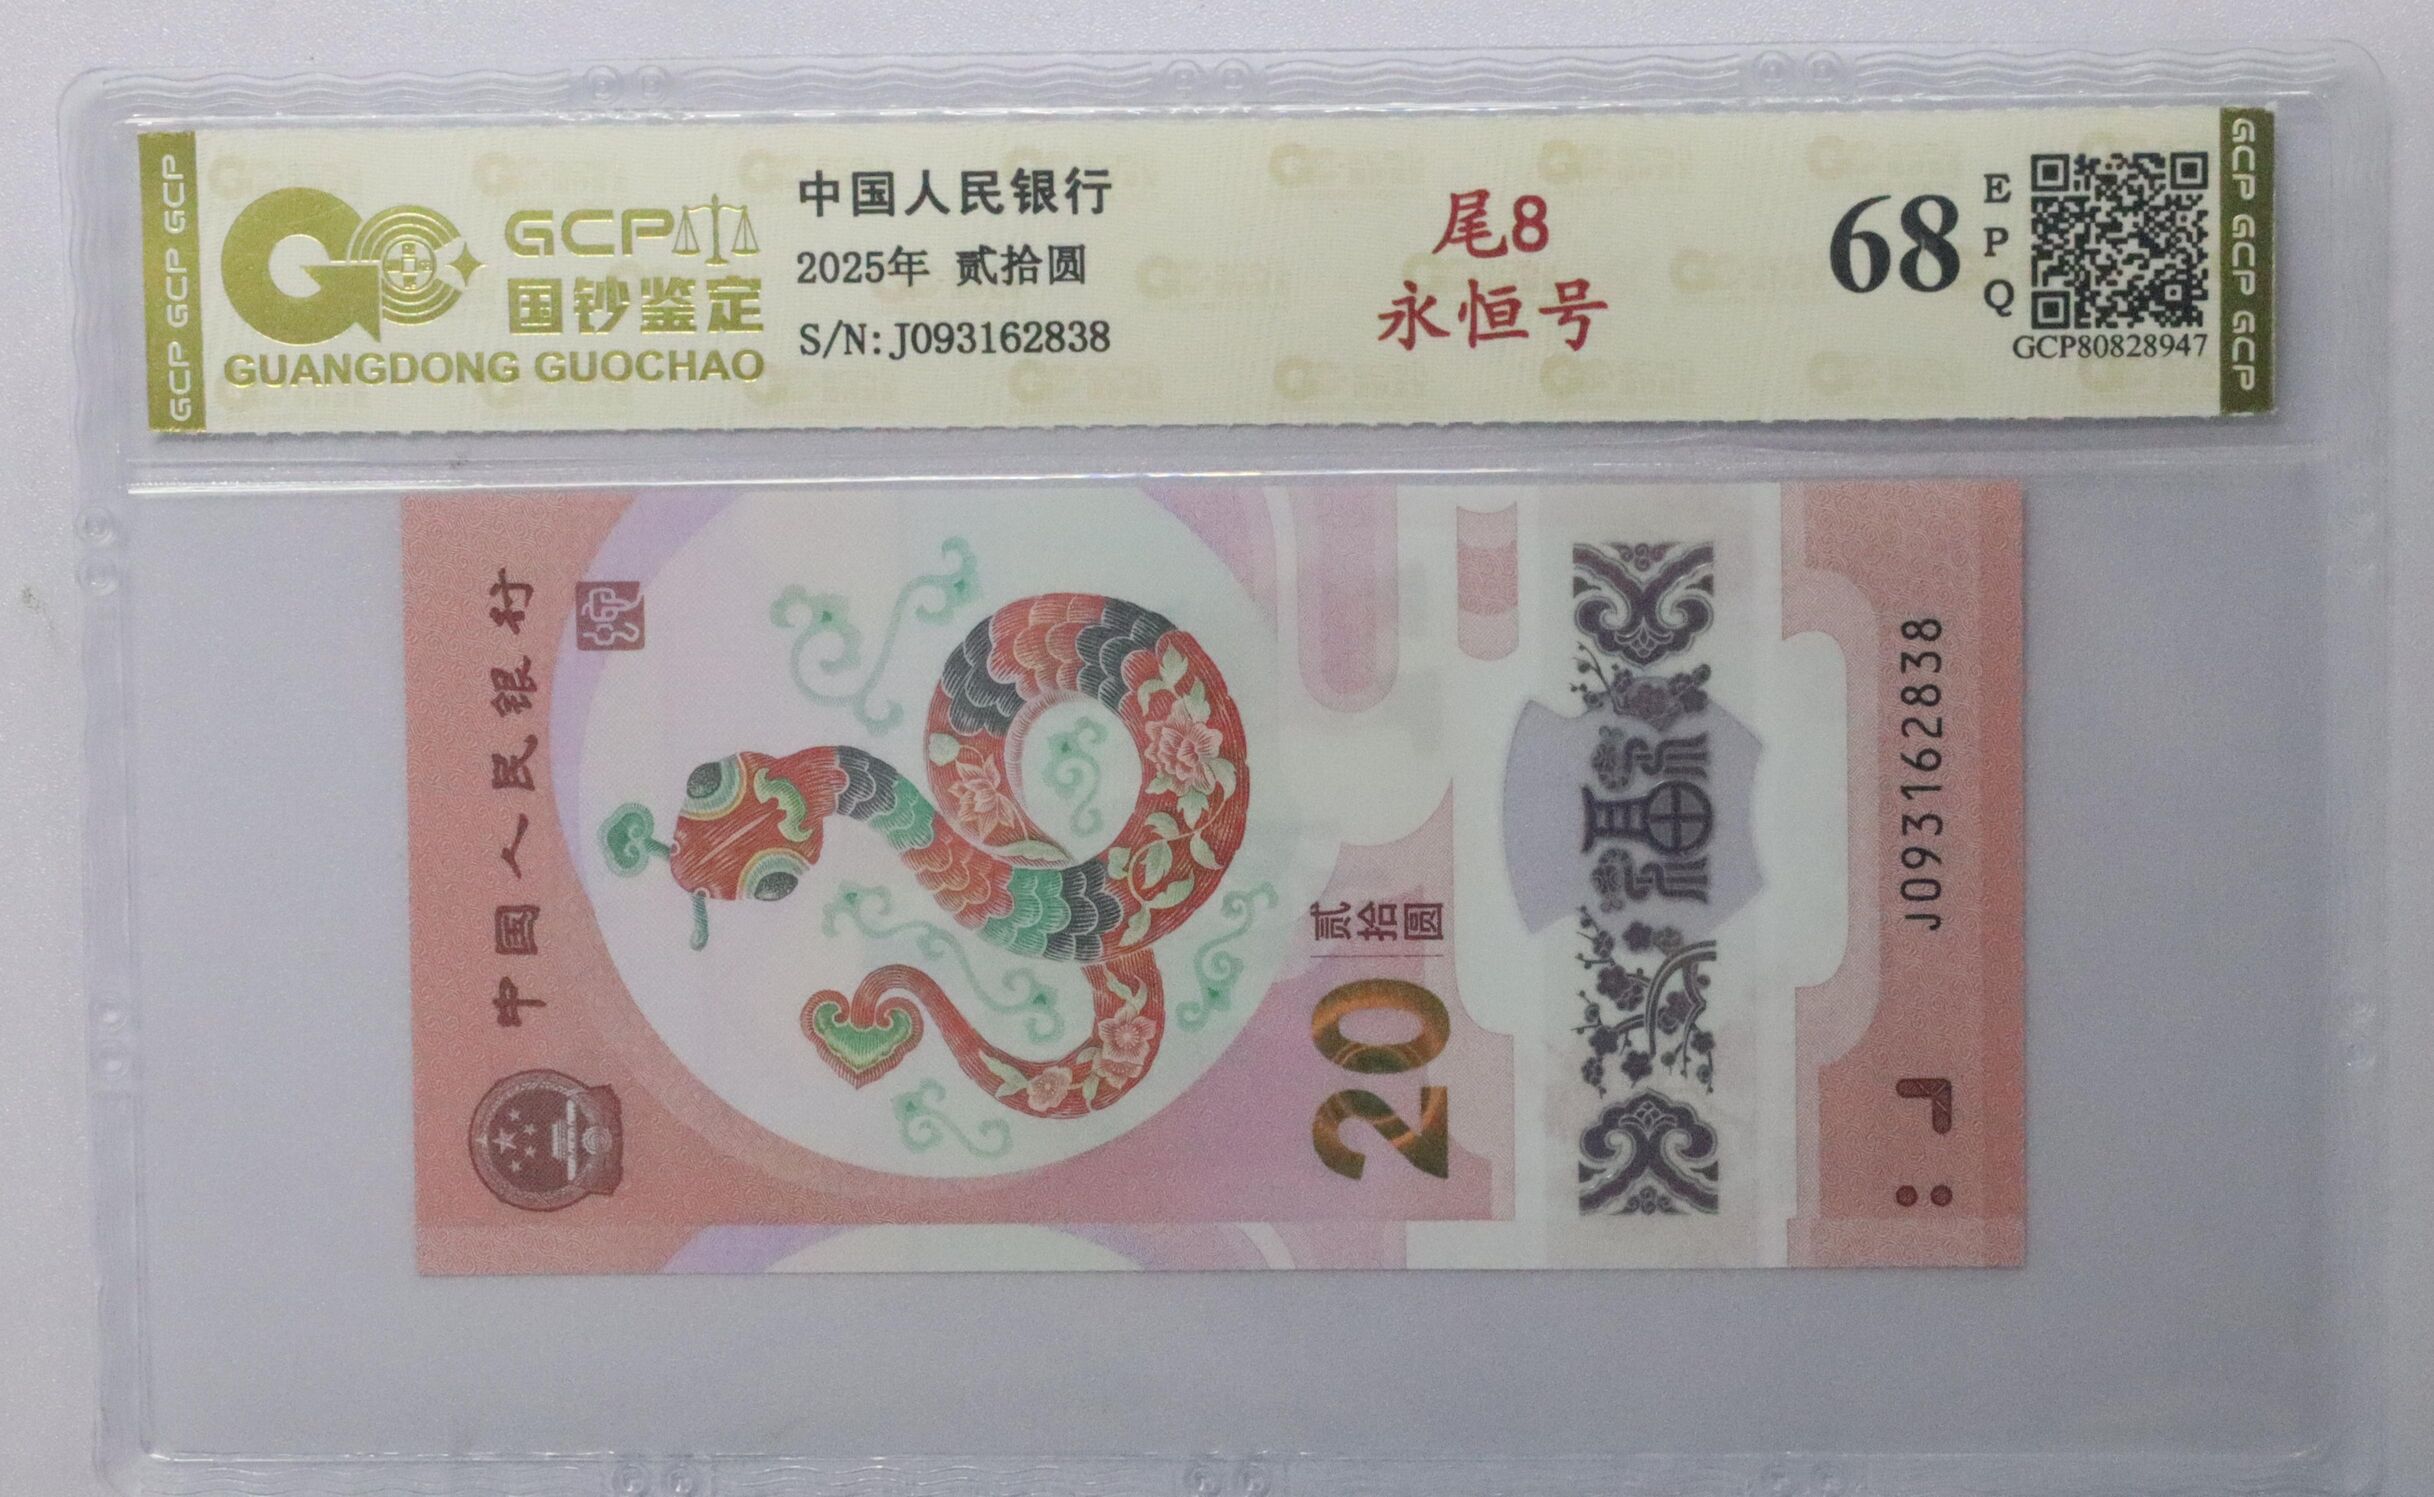 GCP GCP GCP
GCP
国钞鉴定
GUANGDONG GUOCHAO
中国人民银行
2025年 贰拾圆
S/N:J093162838
尾8
永恒号
68
EPQ
GCP80828947
GCP GCP GCP
中国人民银行
20
贰拾圆
福
J093162838